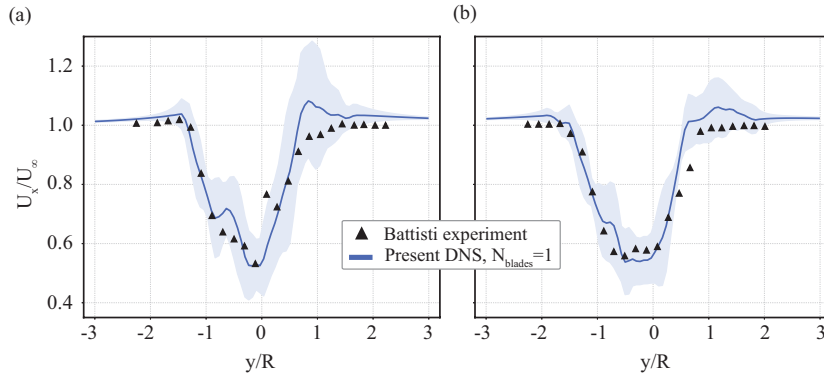 (a)
(b)
1.2
1.0
0.8
0.6
0.4
U_x/U_∞
Battisti experiment
Present DNS, N_blades=1
-3 -2 -1 0 1 2 3
-3 -2 -1 0 1 2 3
y/R
y/R